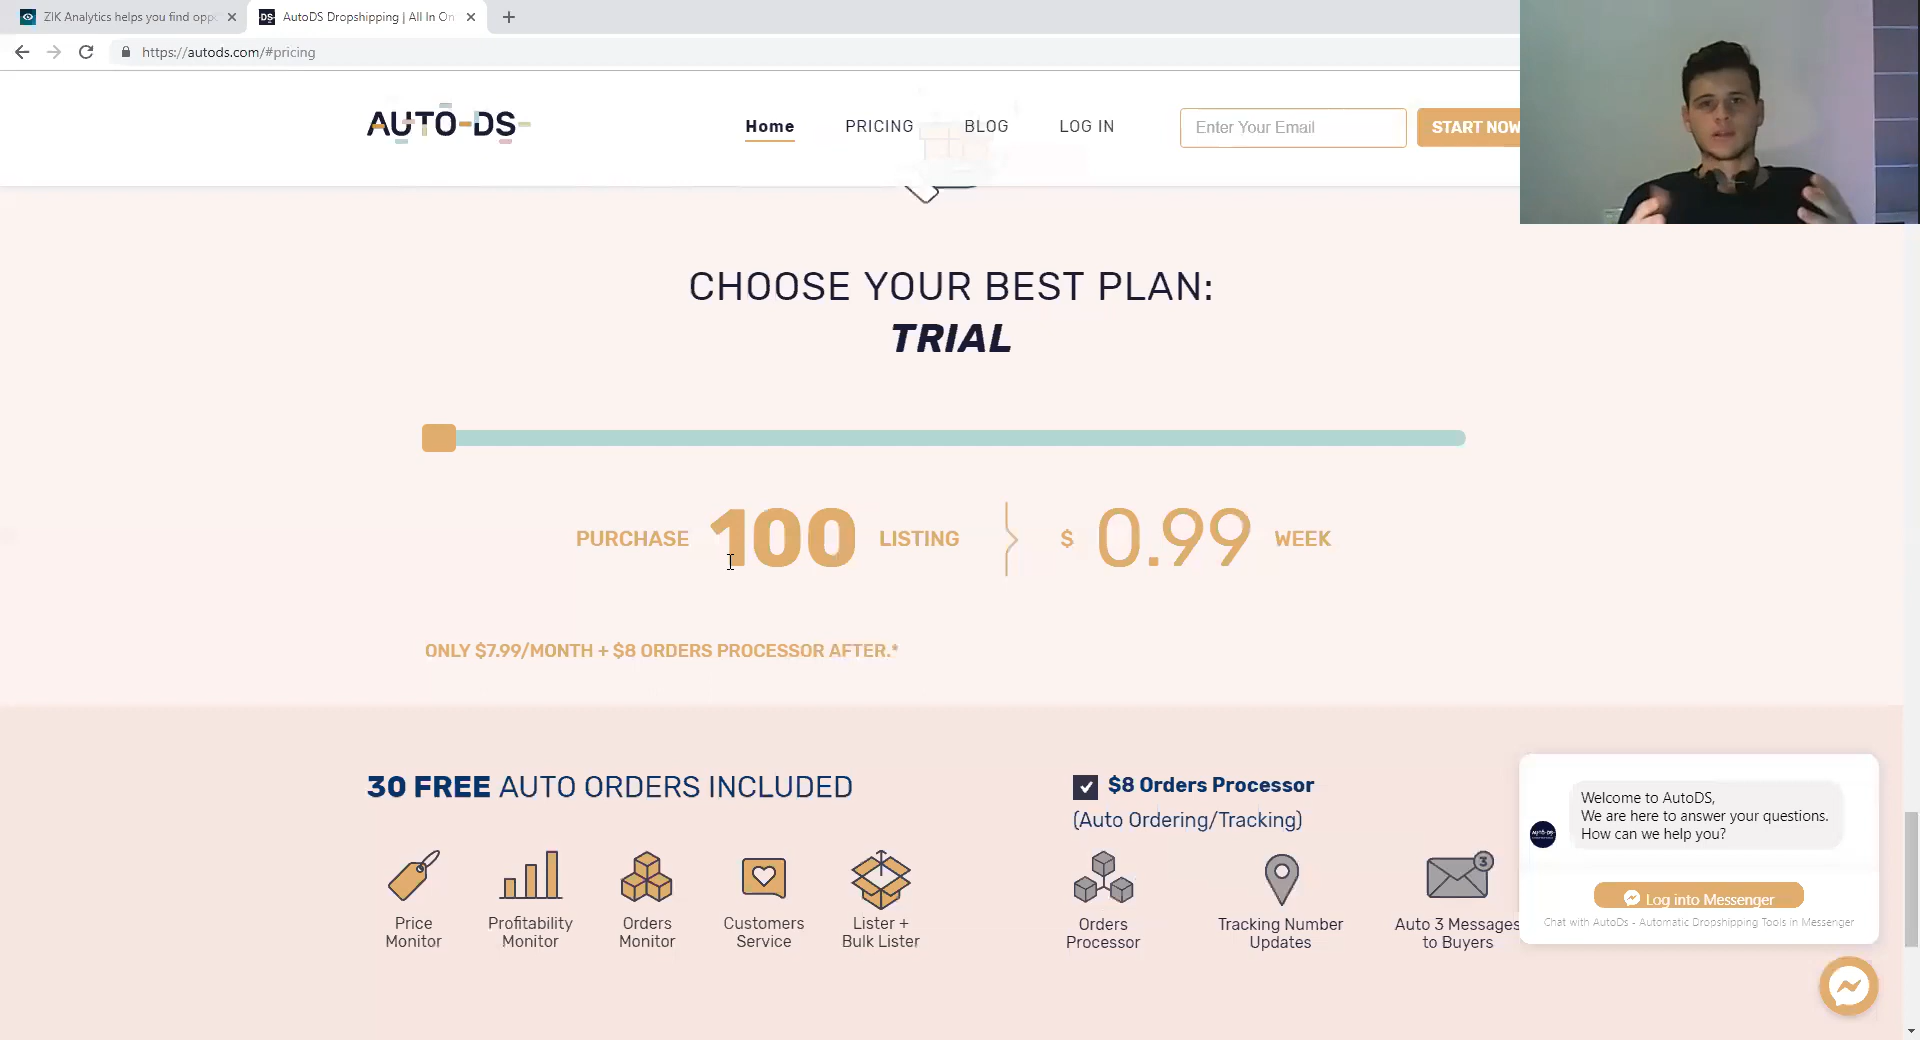 ZIK Analytics helps you find oppo
AutoDS Dropshipping | All In On
https://autods.com/#pricing
AUTO-DS-
Home
PRICING
BLOG
LOG IN
Enter Your Email
START NOW
CHOOSE YOUR BEST PLAN:
TRIAL
PURCHASE 100 LISTING
$ 0.99 WEEK
ONLY $7.99/MONTH + $8 ORDERS PROCESSOR AFTER.*
30 FREE AUTO ORDERS INCLUDED
Price
Monitor
Profitability
Monitor
Orders
Monitor
Customers
Service
Lister +
Bulk Lister
$8 Orders Processor
(Auto Ordering/Tracking)
Orders
Processor
Tracking Number
Updates
3
Auto 3 Messages
to Buyers
Welcome to AutoDS,
We are here to answer your questions.
How can we help you?
Log into Messenger
Chat with AutoDs - Automatic Dropshipping Tools in Messenger